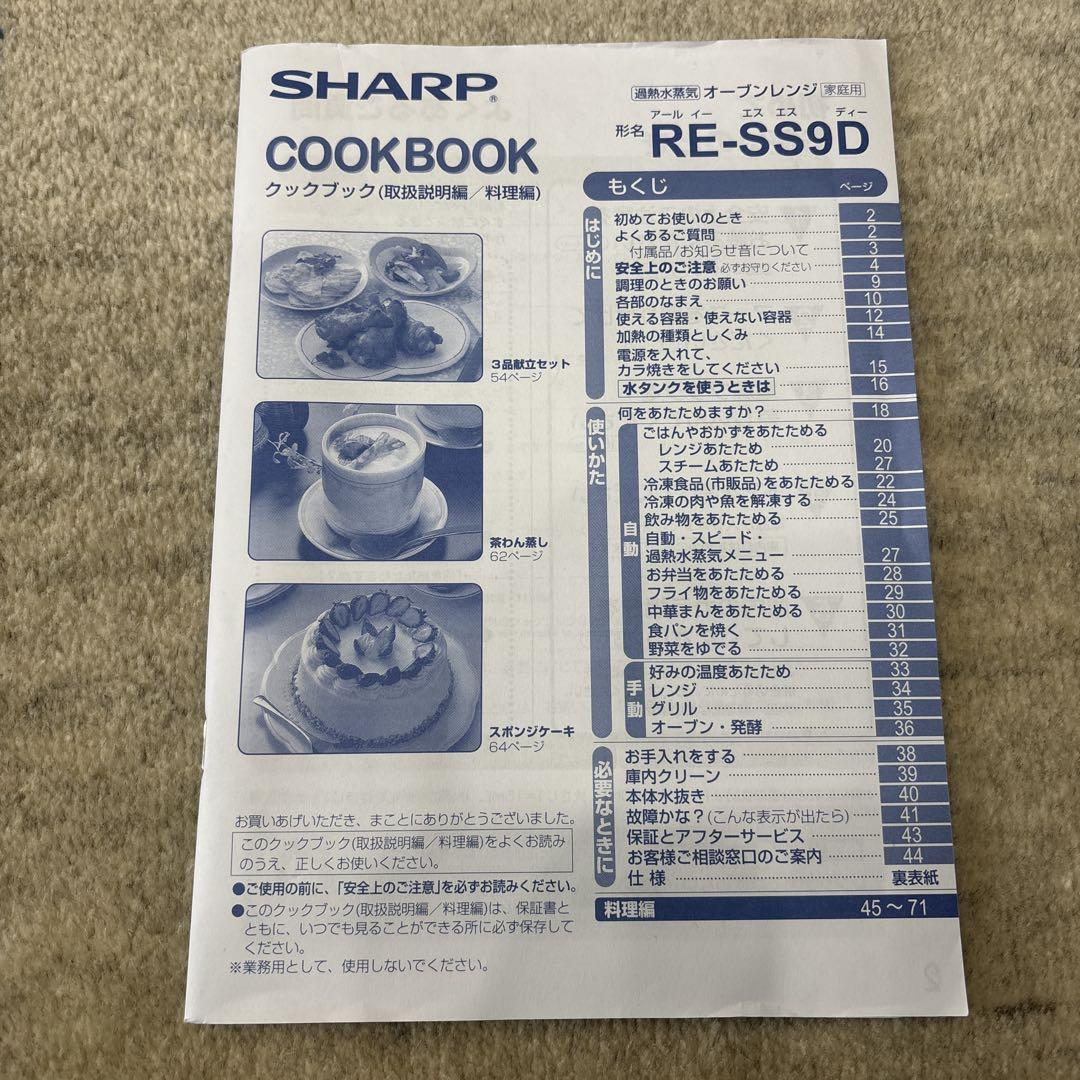 SHARP®
COOKBOOK
クックブック(取扱説明編／料理編)
過熱水蒸気 オーブンレンジ 家庭用
アール イー エス エス ディー
形名 RE-SS9D
もくじ ページ
はじめに
初めてお使いのとき 2
よくあるご質問 2
付属品/お知らせ音について 3
安全上のご注意 必ずお守りください 4
調理のときのお願い 9
各部のなまえ 10
使える容器・使えない容器 12
加熱の種類としくみ 14
電源を入れて、
カラ焼きをしてください 15
水タンクを使うときは 16
使いかた
何をあたためますか？ 18
自動
ごはんやおかずをあたためる
レンジあたため 20
スチームあたため 27
冷凍食品(市販品)をあたためる 22
冷凍の肉や魚を解凍する 24
飲み物をあたためる 25
自動・スピード・
過熱水蒸気メニュー 27
お弁当をあたためる 28
フライ物をあたためる 29
中華まんをあたためる 30
食パンを焼く 31
野菜をゆでる 32
手動
好みの温度あたため 33
レンジ 34
グリル 35
オーブン・発酵 36
必要なときに
お手入れをする 38
庫内クリーン 39
本体水抜き 40
故障かな？(こんな表示が出たら) 41
保証とアフターサービス 43
お客様ご相談窓口のご案内 44
仕様 裏表紙
料理編 45～71
３品献立セット
54ページ
茶わん蒸し
62ページ
スポンジケーキ
64ページ
お買いあげいただき、まことにありがとうございました。
このクックブック(取扱説明編／料理編)をよくお読み
のうえ、正しくお使いください。
●ご使用の前に、「安全上のご注意」を必ずお読みください。
●このクックブック(取扱説明編／料理編)は、保証書と
ともに、いつでも見ることができる所に必ず保存して
ください。
※業務用として、使用しないでください。